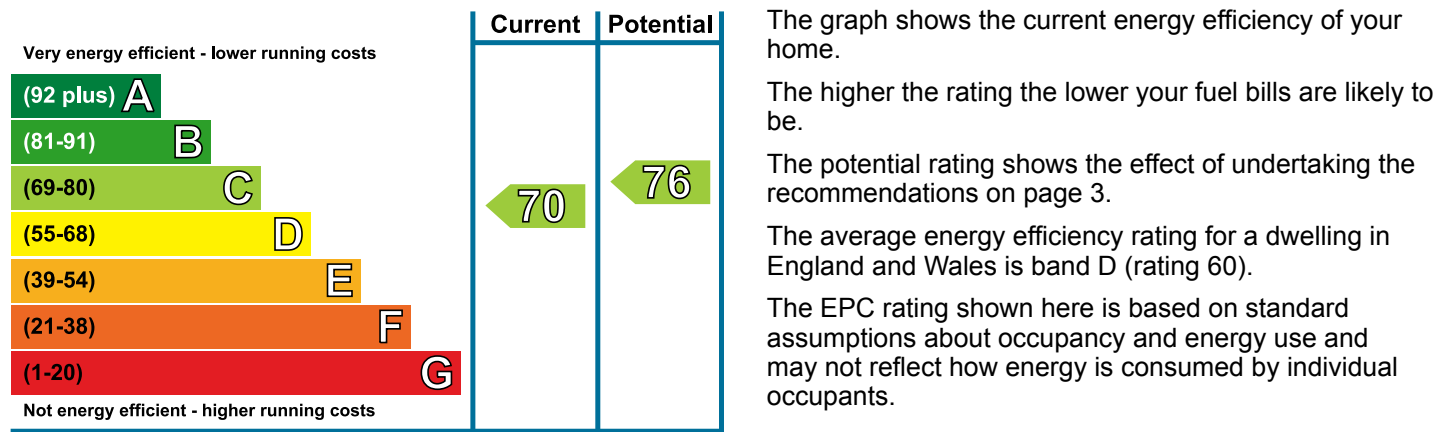 Current Potential
Very energy efficient - lower running costs
(92 plus) A
(81-91) B
(69-80) C
(55-68) D
(39-54) E
(21-38) F
(1-20) G
Not energy efficient - higher running costs
70
76
The graph shows the current energy efficiency of your
home.
The higher the rating the lower your fuel bills are likely to
be.
The potential rating shows the effect of undertaking the
recommendations on page 3.
The average energy efficiency rating for a dwelling in
England and Wales is band D (rating 60).
The EPC rating shown here is based on standard
assumptions about occupancy and energy use and
may not reflect how energy is consumed by individual
occupants.